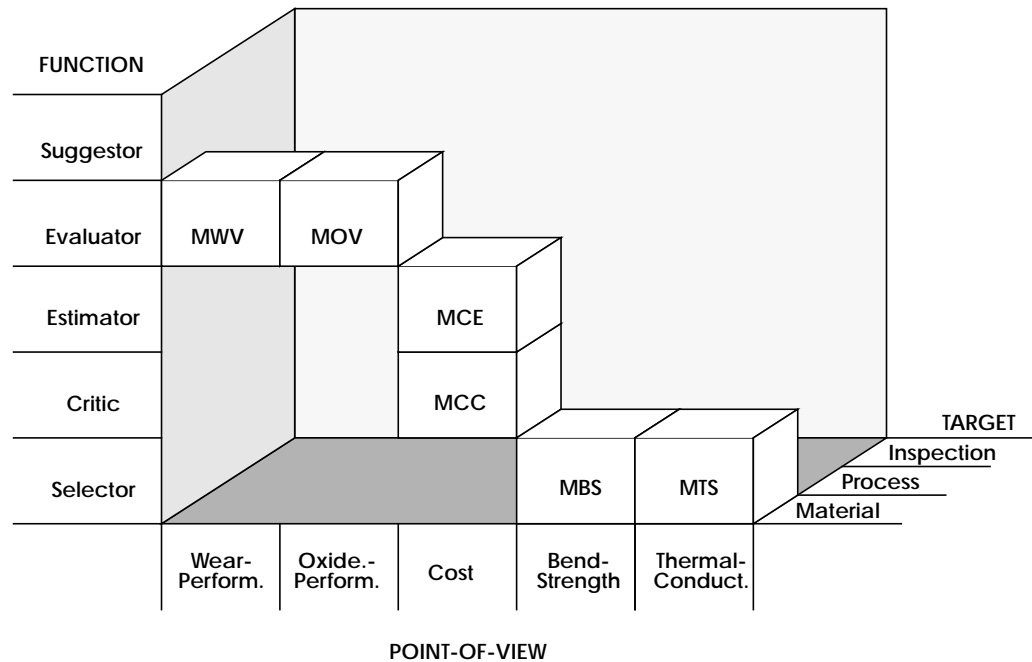 FUNCTION
Suggestor
Evaluator
MWV
MOV
Estimator
MCE
Critic
MCC
TARGET
Inspection
Selector
MBS
MTS
Process
Material
Wear-
Perform.
Oxide.-
Perform.
Cost
Bend-
Strength
Thermal-
Conduct.
POINT-OF-VIEW